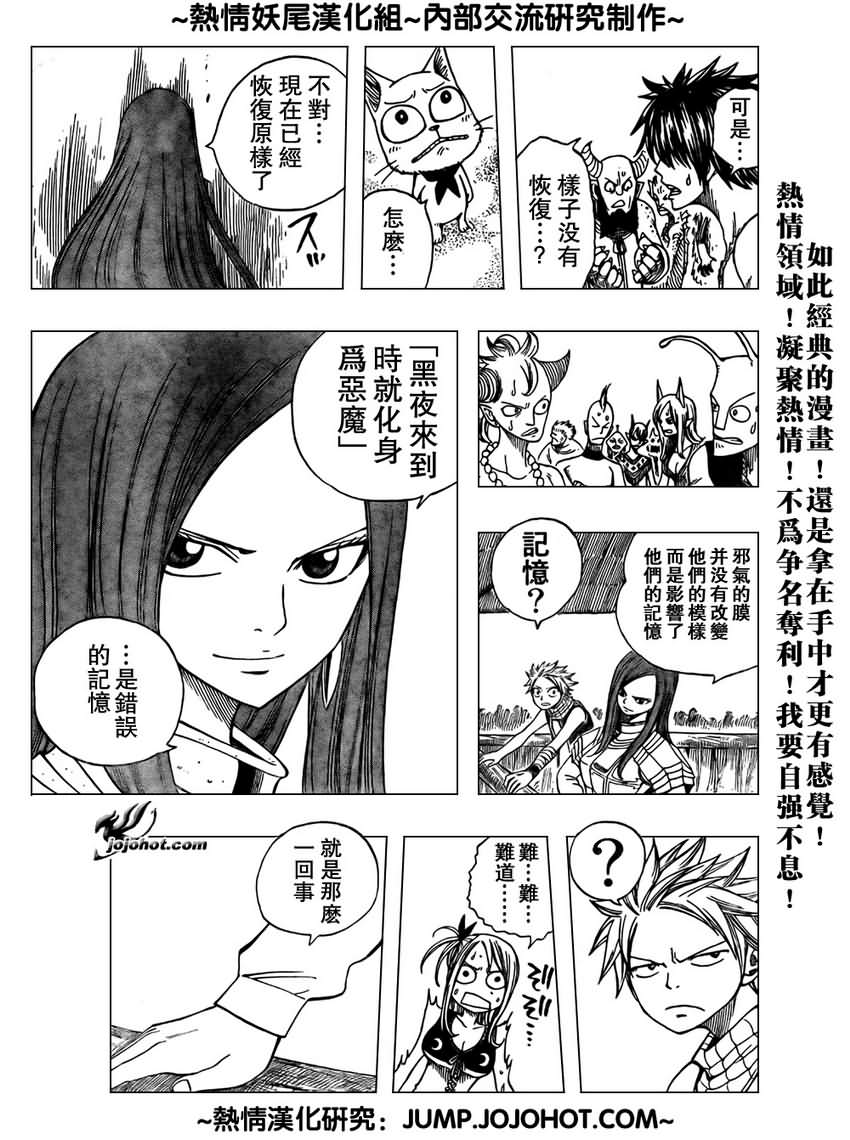 ~熱情妖尾漢化組~內部交流研究制作~
可是…
樣子没有
恢復…?
怎麽…
不對…
現在已經
恢復原樣
了
「黑夜來到
時就化身
爲惡魔」
…是錯誤
的記憶
邪氣的膜
并没有改變
他們的模樣
而是影響了
他們的記憶
記憶?
?
難…難…
難道……
就是那麽
一回事
jojohot.com
如此經典的漫畫！還是拿在手中才更有感覺！
熱情領域！凝聚熱情！不爲争名奪利！我要自强不息！
~熱情漢化研究：JUMP.JOJOHOT.COM~